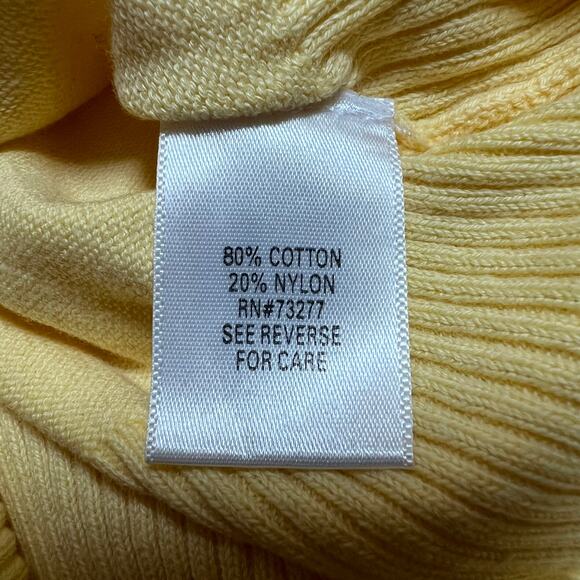 80% COTTON
20% NYLON
RN#73277
SEE REVERSE
FOR CARE